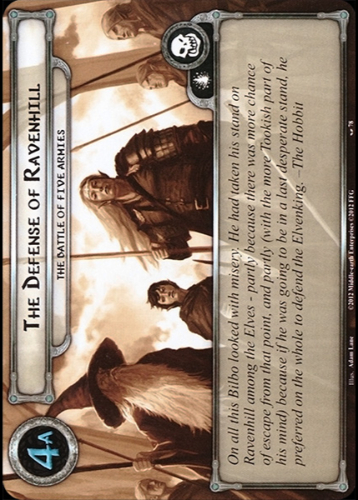 4A
THE DEFENSE OF RAVENHILL
THE BATTLE OF FIVE ARMIES
On all this Bilbo looked with misery. He had taken his stand on
Ravenhill among the Elves - partly because there was more chance
of escape from that point, and partly (with the more Tookish part of
his mind) because if he was going to be in a last desperate stand, he
preferred on the whole to defend the Elvenking. –The Hobbit
Illus. Adam Lane ©2012 Middle-earth Enterprises ©2012 FFG 78